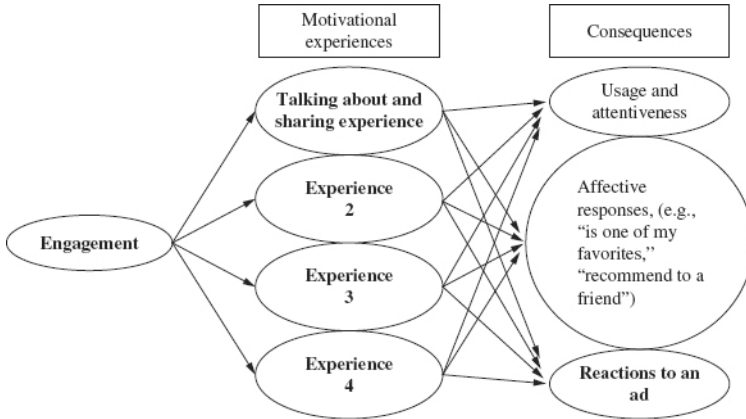 Motivational
experiences
Consequences
Talking about and
sharing experience
Usage and
attentiveness
Experience
2
Engagement
Affective
responses, (e.g.,
“is one of my
favorites,”
“recommend to a
friend”)
Experience
3
Experience
4
Reactions to an
ad